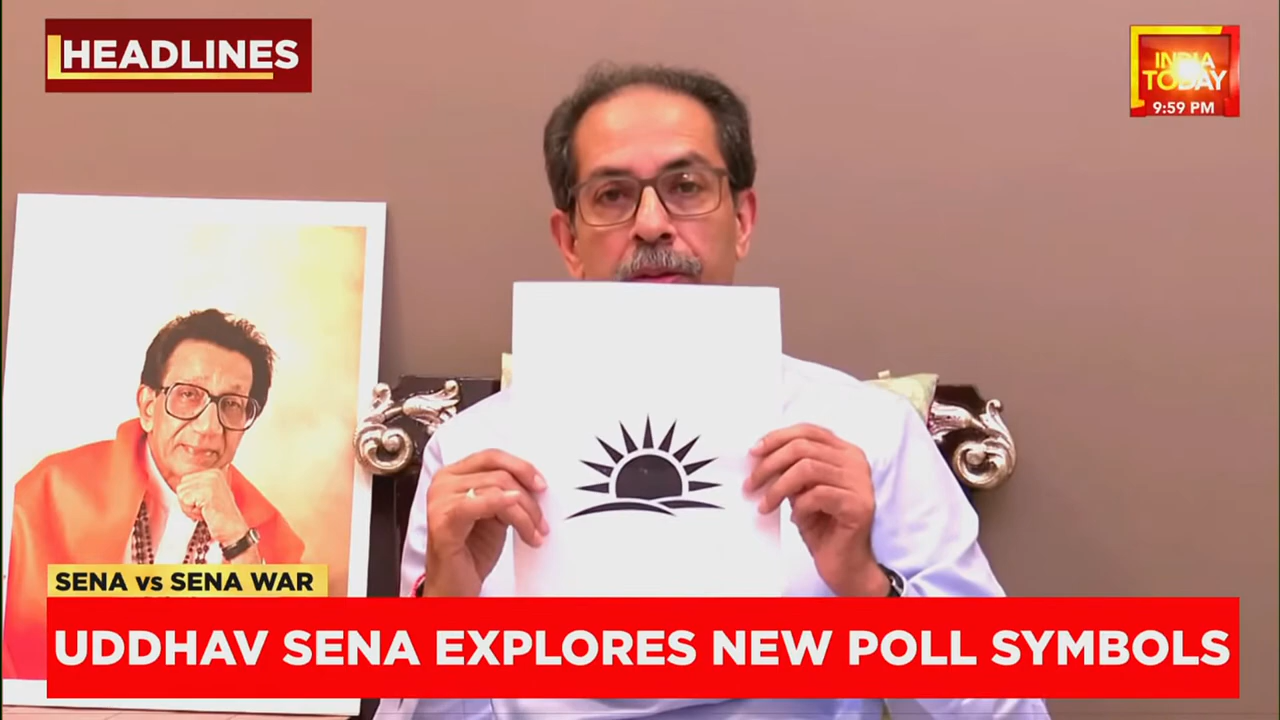 HEADLINES
INDIA
TODAY
9:59 PM
SENA vs SENA WAR
UDDHAV SENA EXPLORES NEW POLL SYMBOLS